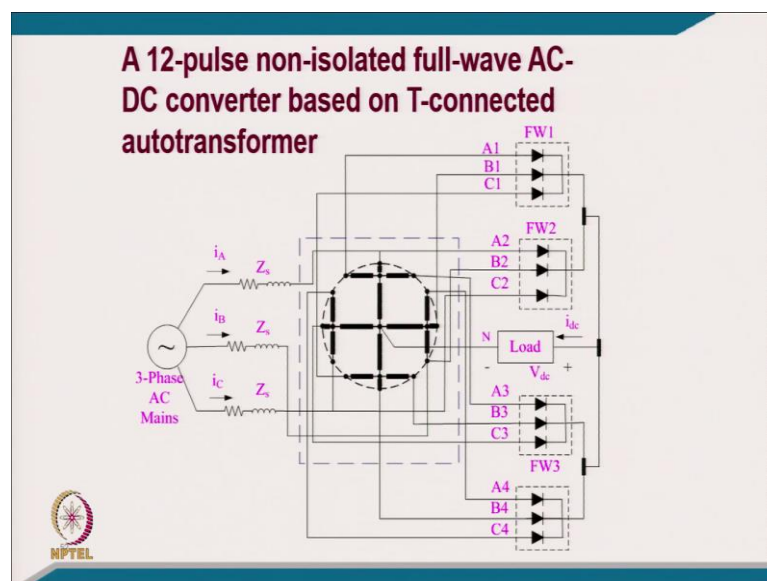 A 12-pulse non-isolated full-wave AC-
DC converter based on T-connected
autotransformer
FW1
A1
B1
C1
FW2
A2
B2
C2
iA
Zs
iB
Zs
iC
Zs
~
3-Phase
AC
Mains
N
Load
idc
-
Vdc
+
A3
B3
C3
FW3
A4
B4
C4
NPTEL